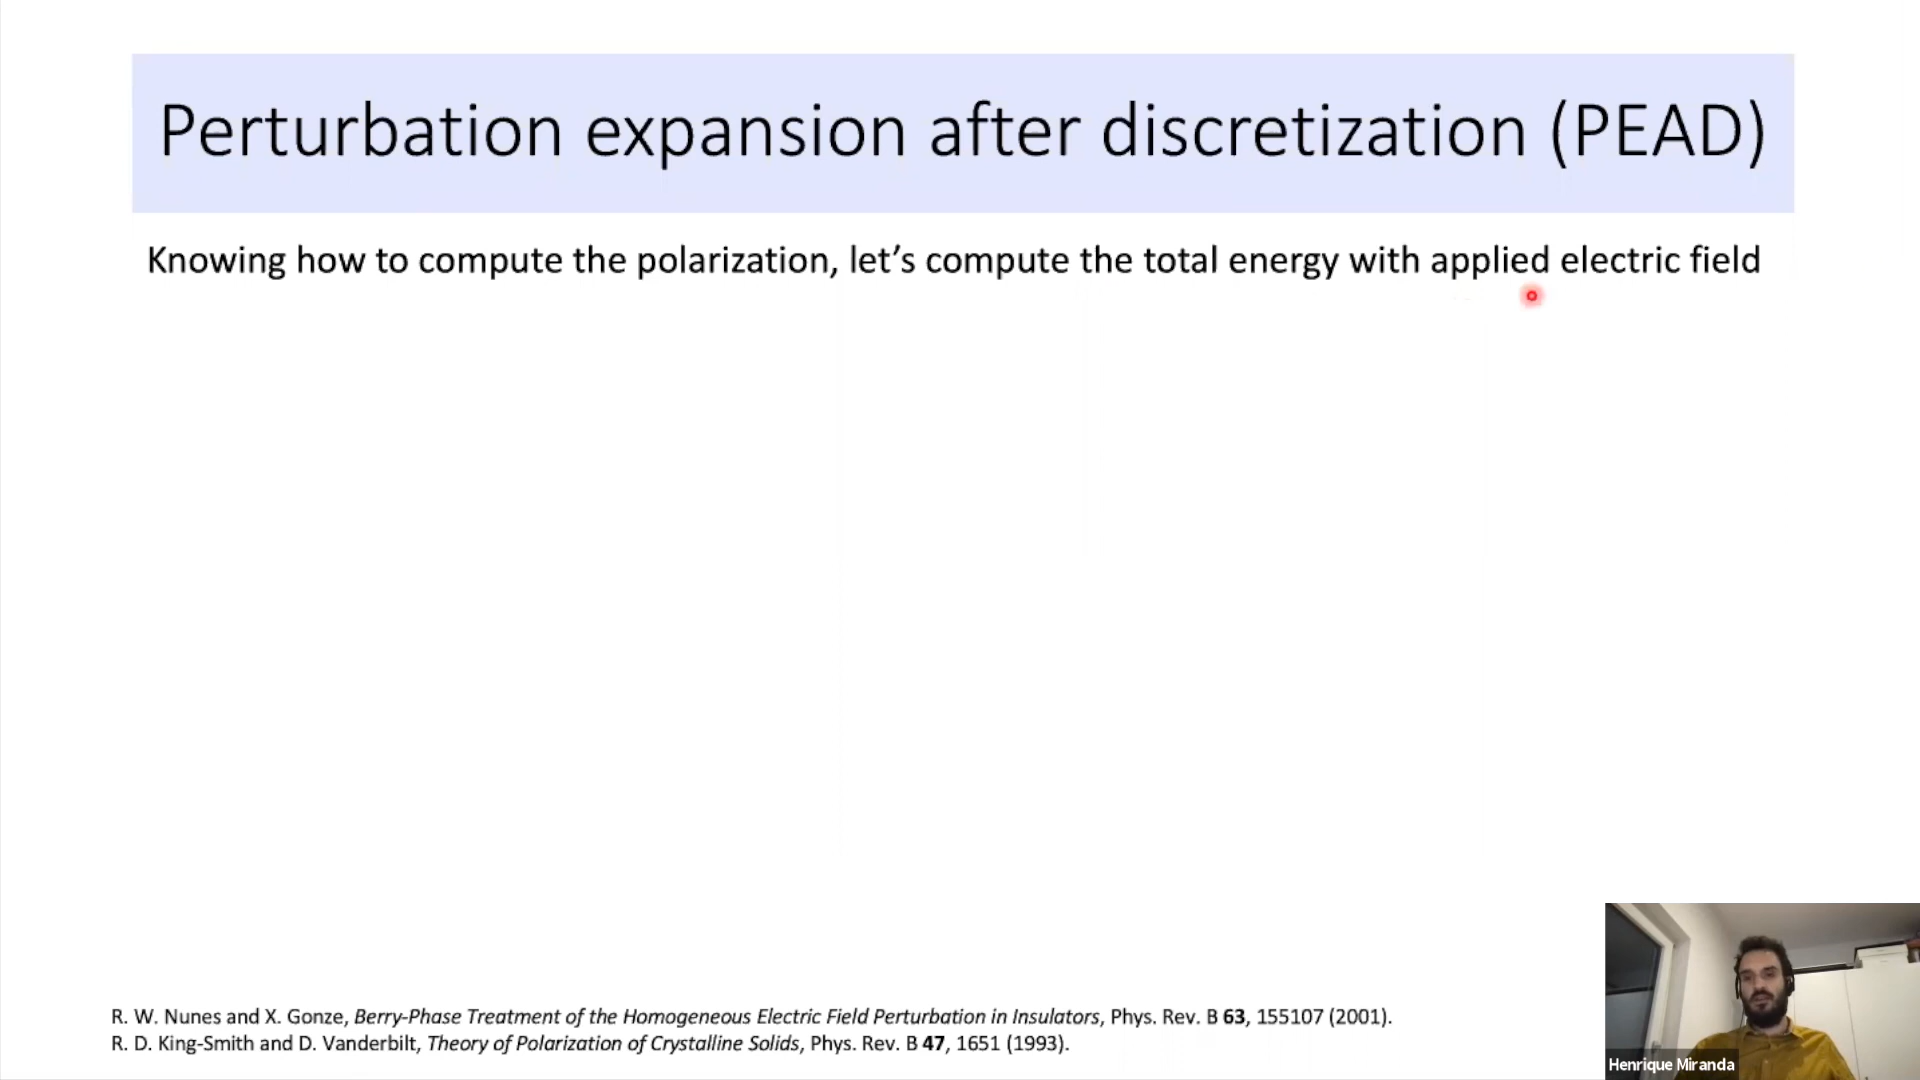 Perturbation expansion after discretization (PEAD)
Knowing how to compute the polarization, let’s compute the total energy with applied electric field
R. W. Nunes and X. Gonze, Berry-Phase Treatment of the Homogeneous Electric Field Perturbation in Insulators, Phys. Rev. B 63, 155107 (2001).
R. D. King-Smith and D. Vanderbilt, Theory of Polarization of Crystalline Solids, Phys. Rev. B 47, 1651 (1993).
Henrique Miranda